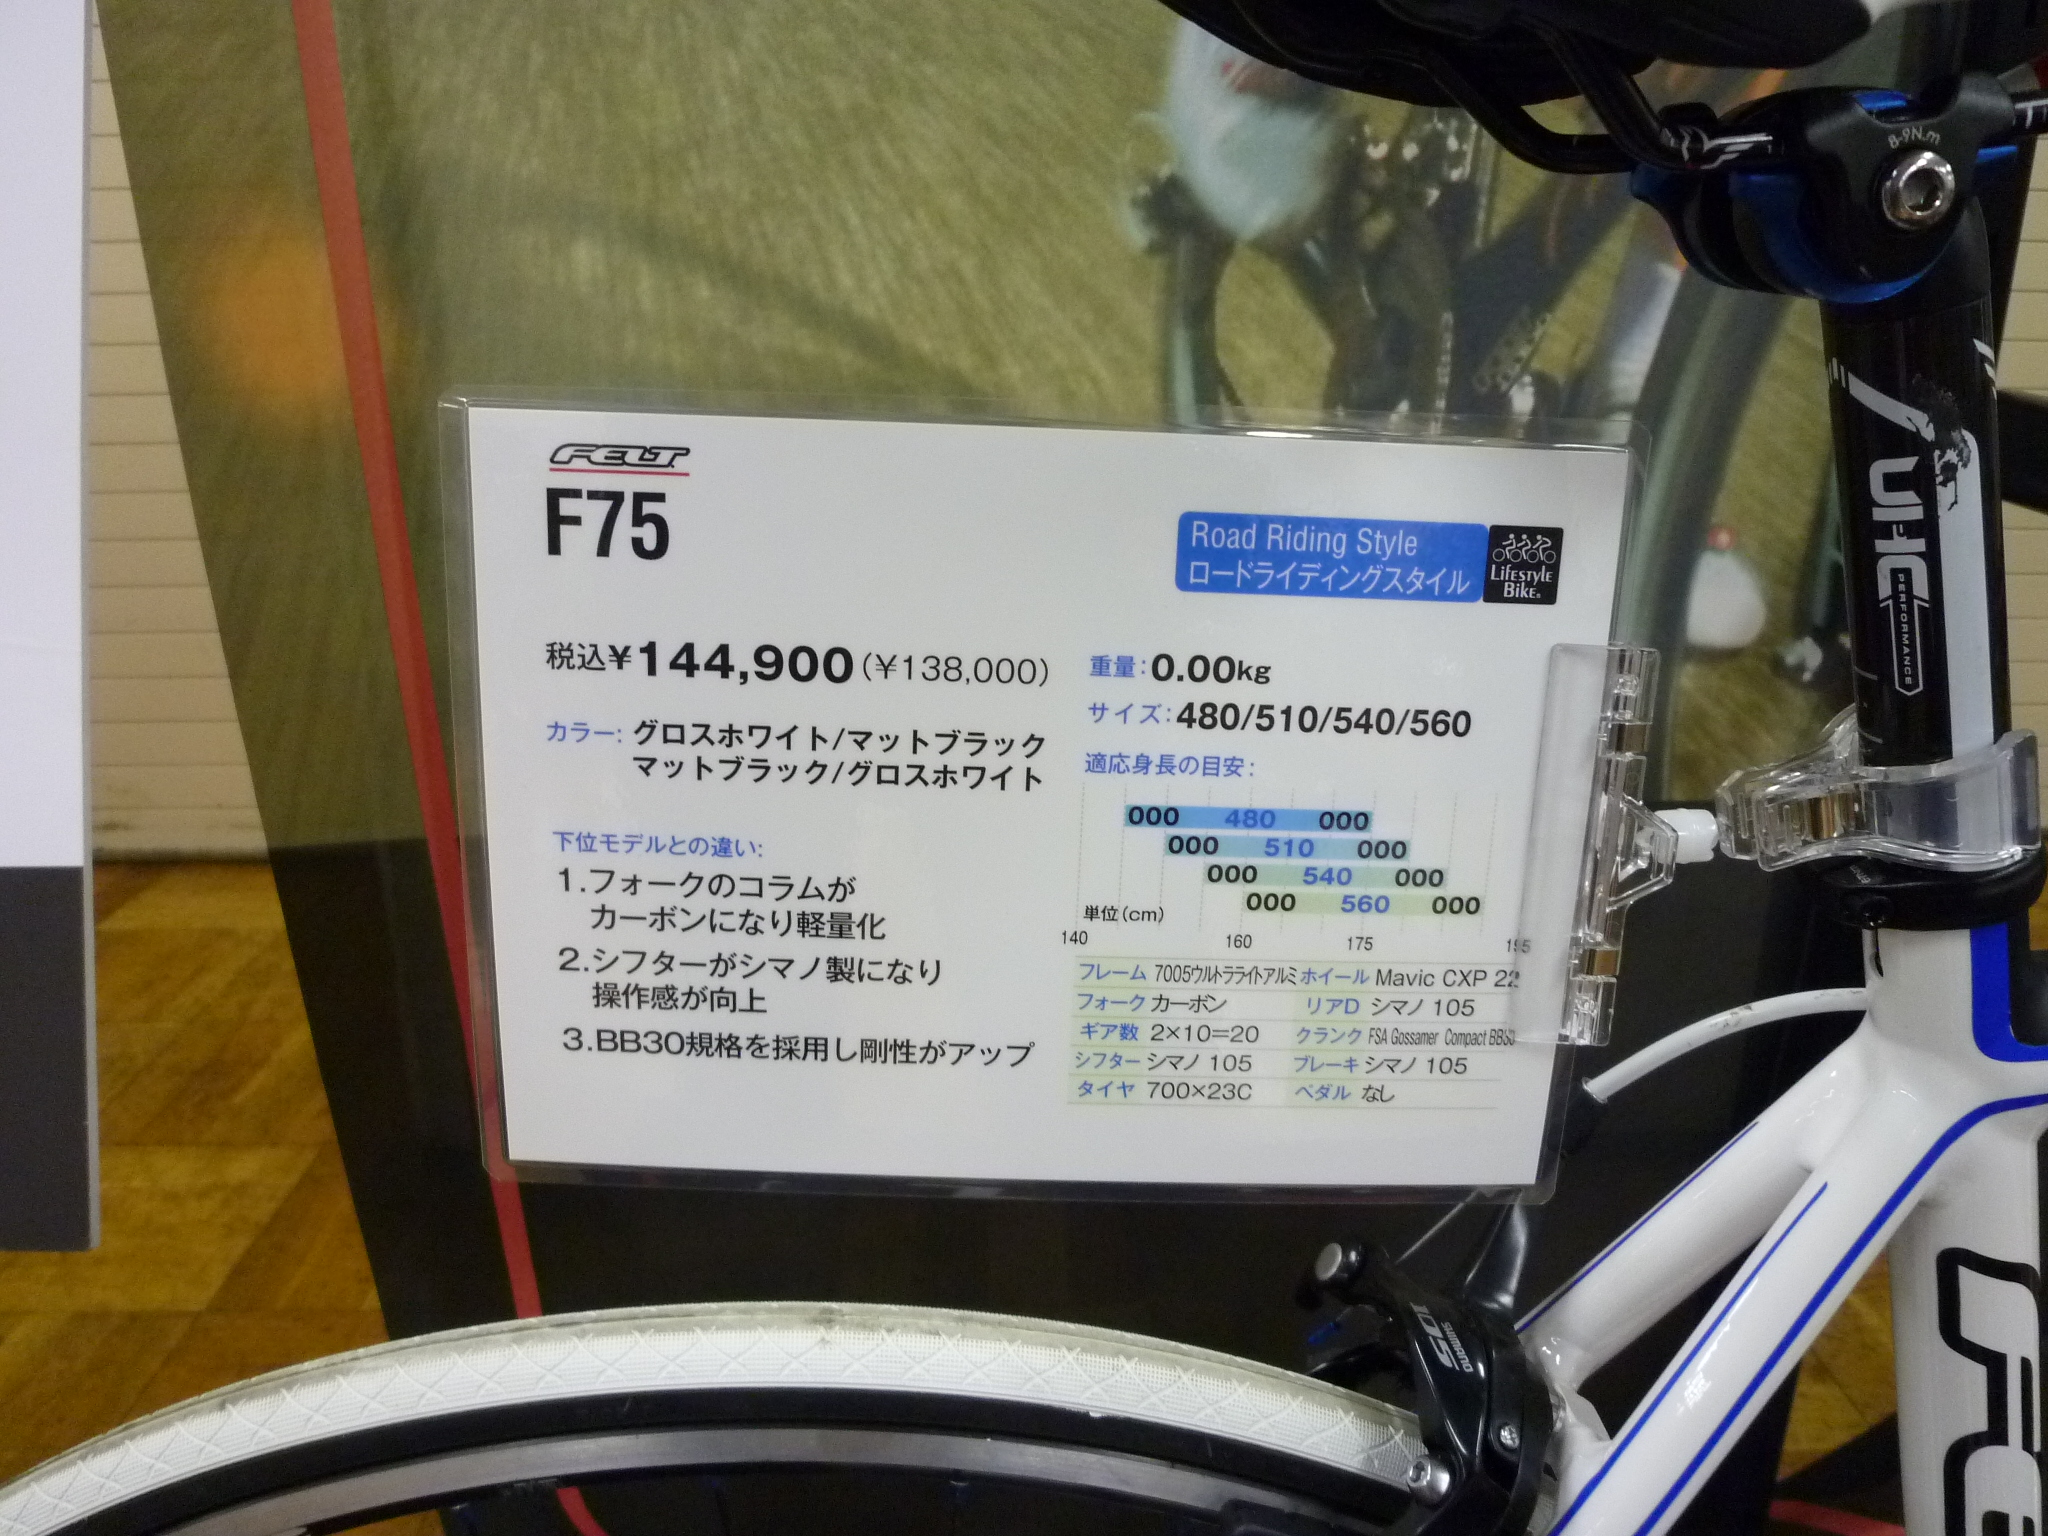 FELT
F75
Road Riding Style
ロードライディングスタイル
LIFESTYLE
BIKE
税込¥144,900(¥138,000)
カラー: グロスホワイト/マットブラック
マットブラック/グロスホワイト
下位モデルとの違い:
1.フォークのコラムが
カーボンになり軽量化
2.シフターがシマノ製になり
操作感が向上
3.BB30規格を採用し剛性がアップ
重量: 0.00kg
サイズ: 480/510/540/560
適応身長の目安:
000 480 000
000 510 000
000 540 000
000 560 000
単位(cm)
140 160 175 195
フレーム 7005ウルトラライトアルミ ホイール Mavic CXP 22
フォーク カーボン リアD シマノ 105
ギア数 2×10=20 クランク FSA Gossamer Compact BB30
シフター シマノ 105 ブレーキ シマノ 105
タイヤ 700×23C ペダル なし
8-9N.m
UHC
PERFORMANCE
105
SHIMANO